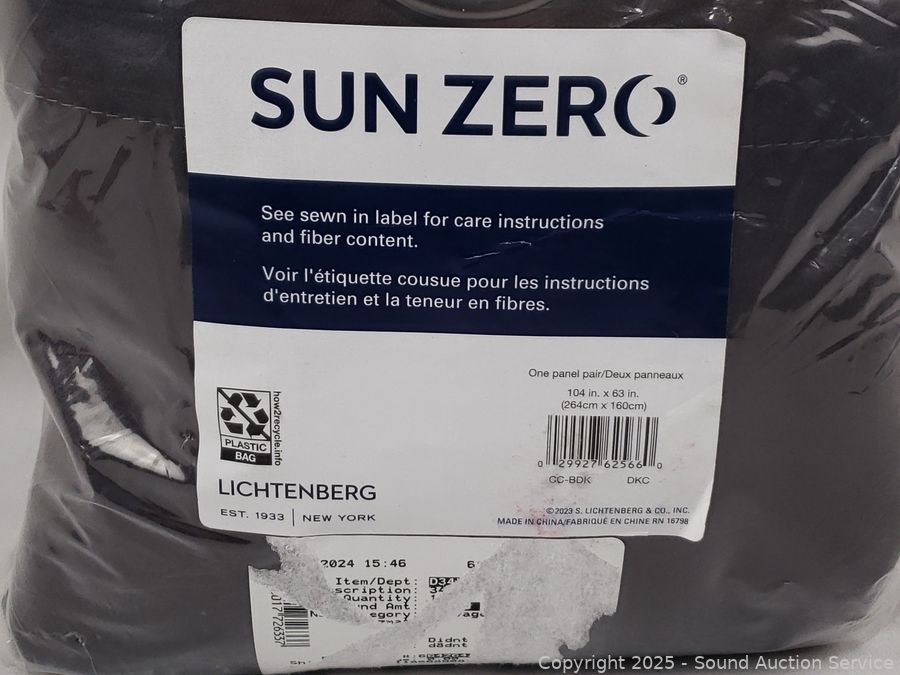 SUN ZERO®
See sewn in label for care instructions
and fiber content.
Voir l'étiquette cousue pour les instructions
d'entretien et la teneur en fibres.
One panel pair/Deux panneaux
104 in. x 63 in.
(264cm x 160cm)
0 29927 62566 0
CC-BDK DKC
how2recycle.info
PLASTIC
BAG
LICHTENBERG
EST. 1933 | NEW YORK
©2023 S. LICHTENBERG & CO., INC.
MADE IN CHINA/FABRIQUÉ EN CHINE RN 16798
2024 15:46
Item/Dept:
Didnt
Copyright 2025 - Sound Auction Service